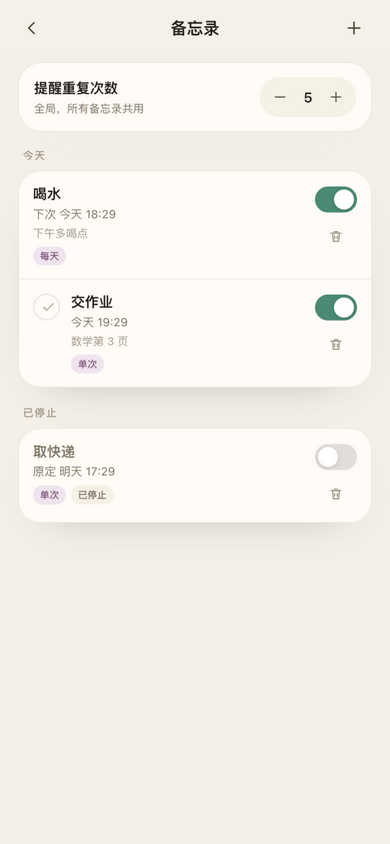 备忘录
提醒重复次数
全局，所有备忘录共用
5
今天
喝水
下次 今天 18:29
下午多喝点
每天
交作业
今天 19:29
数学第 3 页
单次
已停止
取快递
原定 明天 17:29
单次 已停止